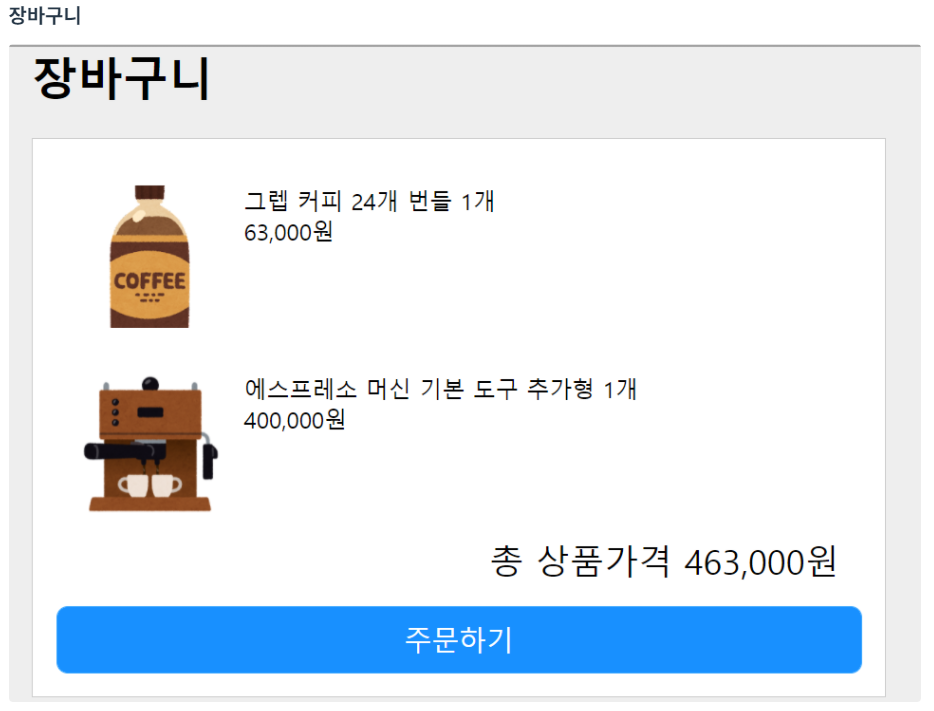 장바구니
장바구니
그렙 커피 24개 번들 1개
63,000원
COFFEE
에스프레소 머신 기본 도구 추가형 1개
400,000원
총 상품가격 463,000원
주문하기